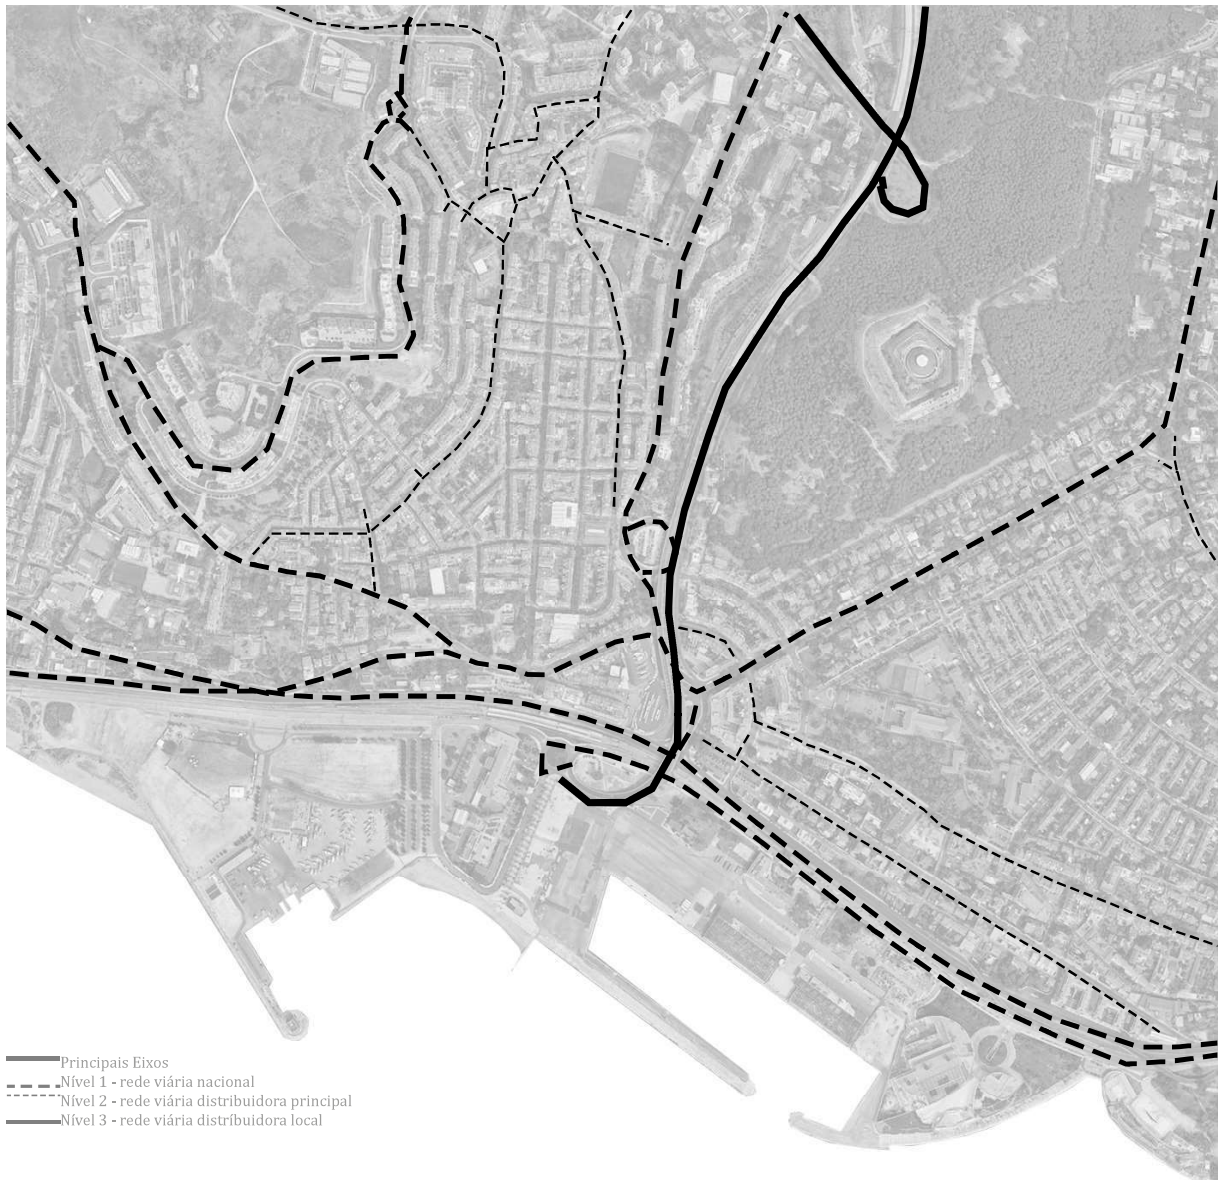 Principais Eixos
Nível 1 - rede viária nacional
Nível 2 - rede viária distribuidora principal
Nível 3 - rede viária distríbuidora local